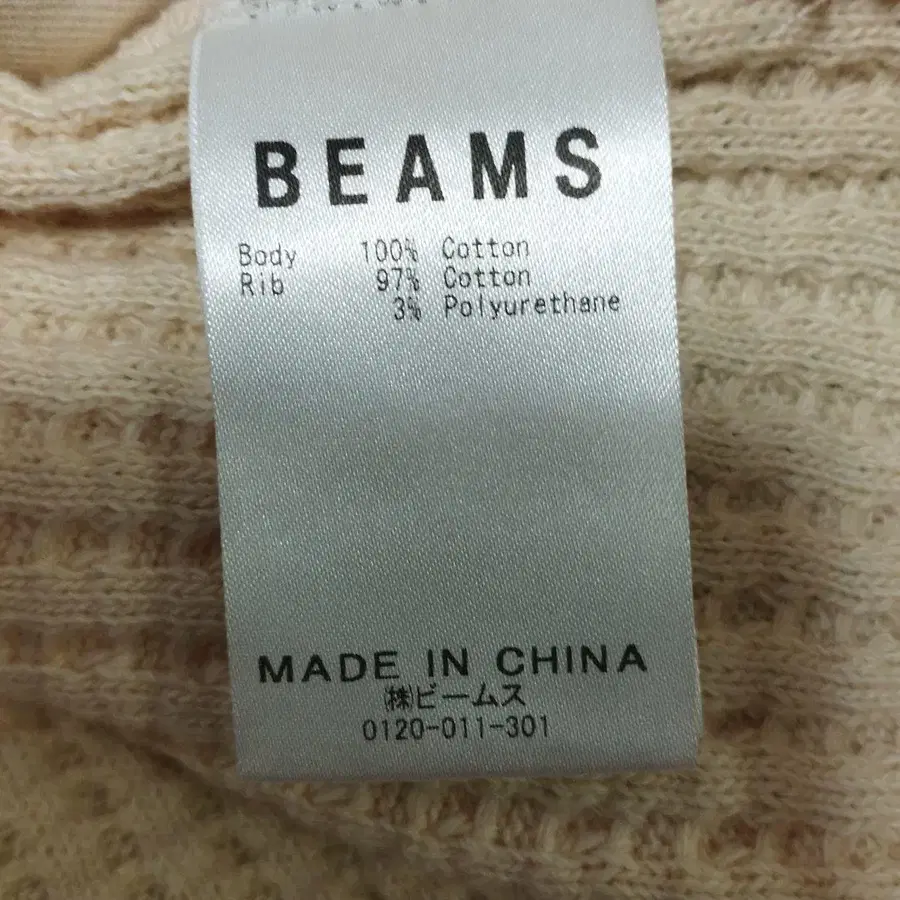 BEAMS
Body 100% Cotton
Rib 97% Cotton
3% Polyurethane
MADE IN CHINA
㈱ビームス
0120-011-301